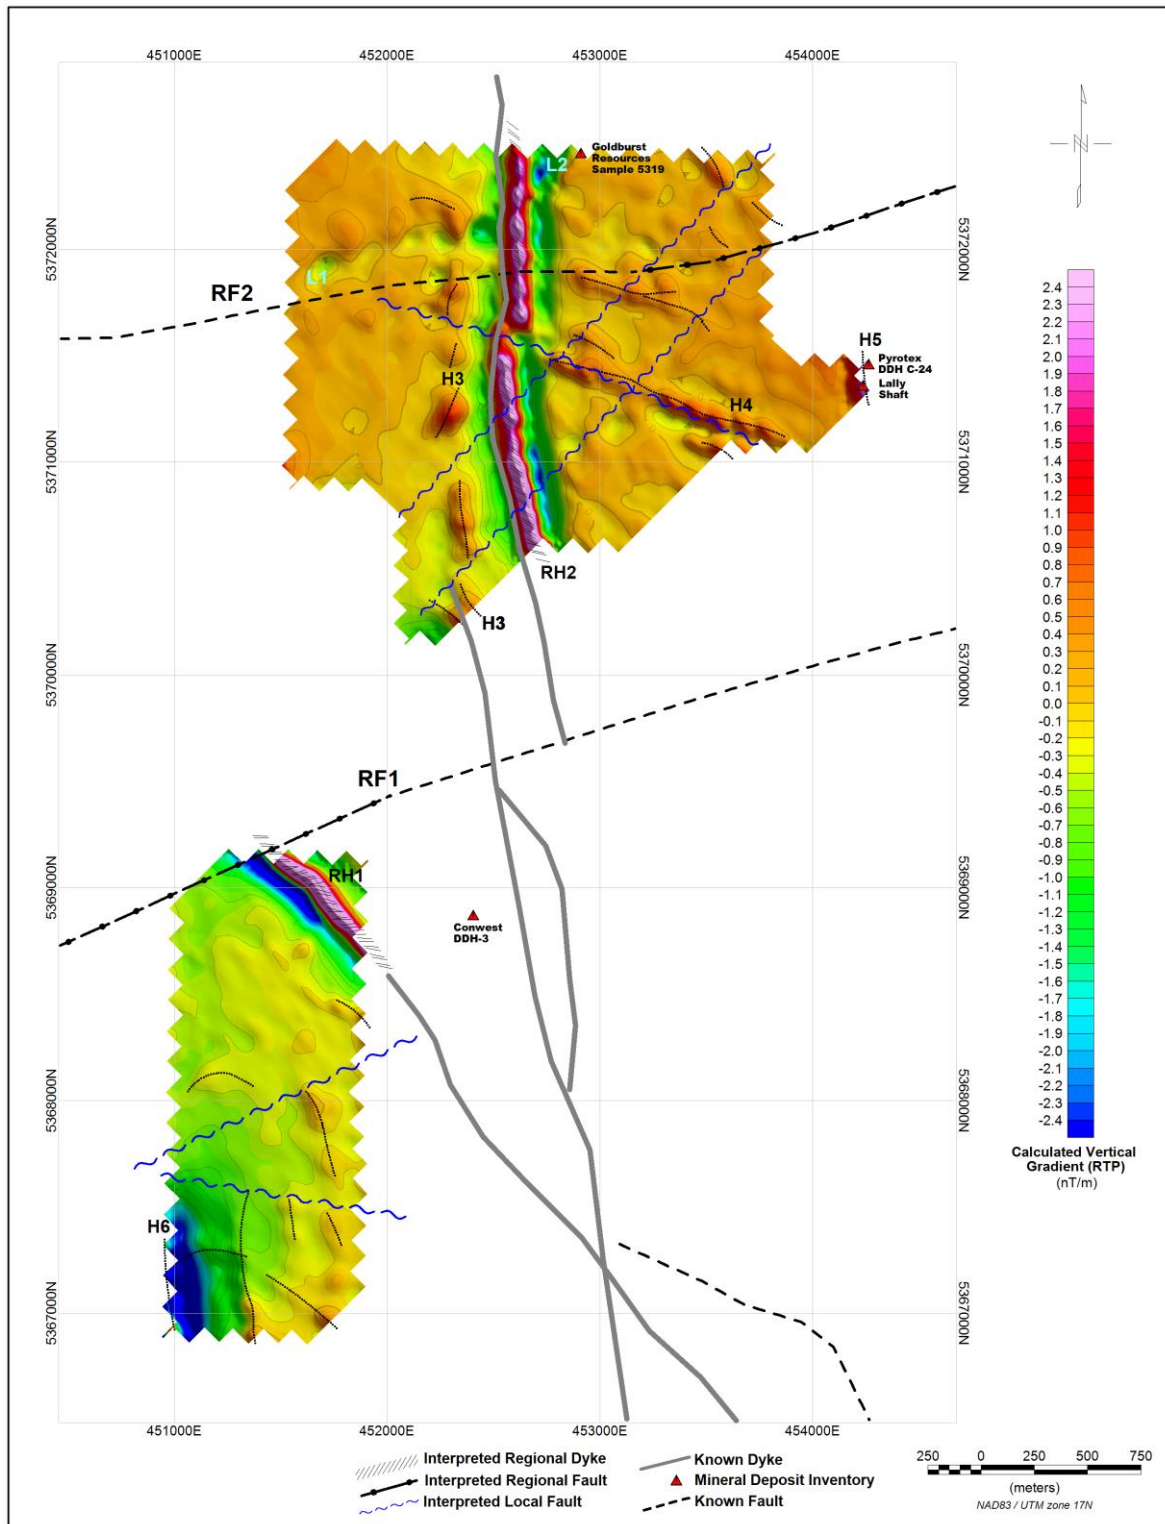 451000E 452000E 453000E 454000E
L2
Goldburst
Resources
Sample 5319
N
5372000N 5372000N
L1
RF2
H5
Pyrotex
DDH C-24
Lally
Shaft
H3
H4
5371000N 5371000N
RH2
H3
5370000N 5370000N
RF1
RH1
5369000N 5369000N
Conwest
DDH-3
5368000N 5368000N
H6
5367000N 5367000N
451000E 452000E 453000E 454000E
2.4
2.3
2.2
2.1
2.0
1.8
1.7
1.5
1.4
1.3
1.2
1.1
1.0
0.9
0.8
0.7
0.6
0.5
0.4
0.3
0.2
0.1
0.0
-0.1
-0.2
-0.3
-0.4
-0.6
-0.7
-0.8
-0.9
-1.0
-1.1
-1.2
-1.3
-1.4
-1.5
-1.6
-1.7
-1.8
-1.9
-2.0
-2.1
-2.2
-2.3
-2.4
Calculated Vertical
Gradient (RTP)
(nT/m)
Interpreted Regional Dyke
Interpreted Regional Fault
Interpreted Local Fault
Known Dyke
Mineral Deposit Inventory
Known Fault
250 0 250 500 750
(meters)
NAD83 / UTM zone 17N